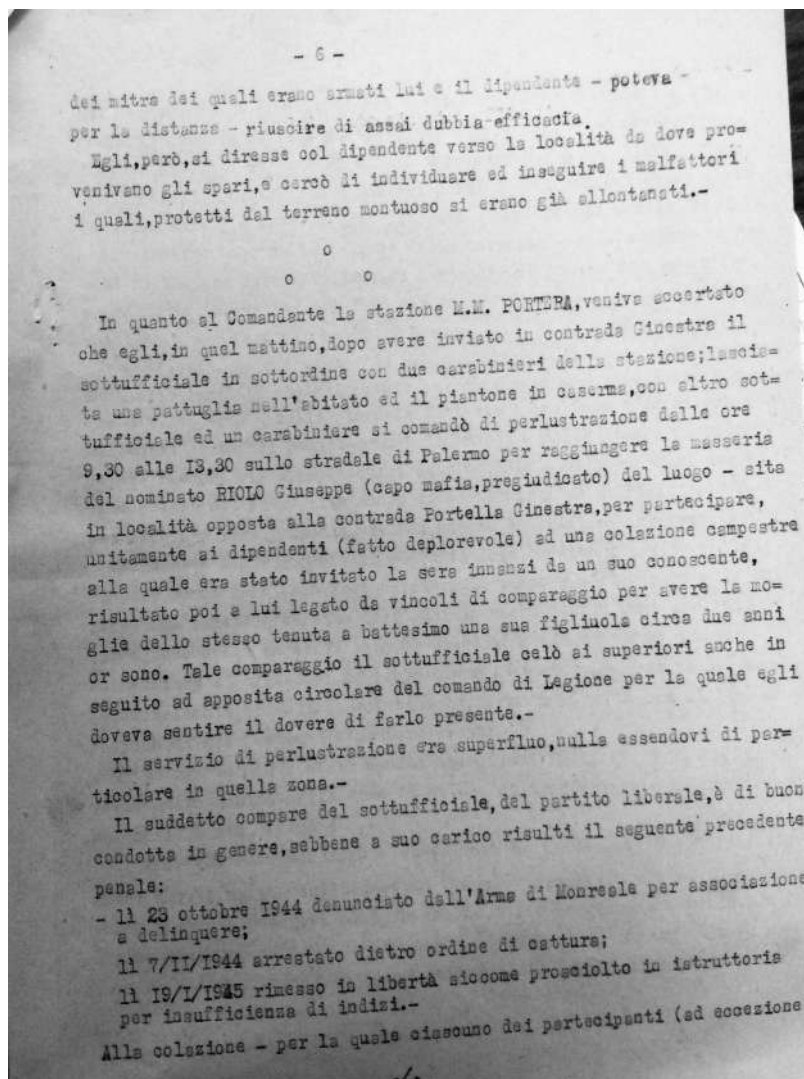 - 6 -
dei mitra dei quali erano armati lui e il dipendente - poteva -
per la distanza - riuscire di assai dubbia efficacia.
Egli,però,si diresse col dipendente verso la località da dove pro=
venivano gli spari,e cercò di individuare ed inseguire i malfattori
i quali,protetti dal terreno montuoso si erano già allontanati.-
o
o o
In quanto al Comandante la stazione M.M. PORTERA,veniva accertato
che egli,in quel mattino,dopo avere inviato in contrada Ginestra il
sottufficiale in sottordine con due carabinieri della stazione;lascia=
ta una pattuglia nell'abitato ed il piantone in caserma,con altro sot=
tufficiale ed un carabiniere si comandò di perlustrazione dalle ore
9,30 alle I3,30 sullo stradale di Palermo per raggiungere la masseria
del nominato RIOLO Giuseppe (capo mafia,pregiudicato) del luogo - sita
in località opposta alla contrada Portella Ginestra,per partecipare,
unitamente ai dipendenti (fatto deplorevole) ad una colazione campestre
alla quale era stato invitato la sera innanzi da un suo conoscente,
risultato poi a lui legato da vincoli di comparaggio per avere la mo=
glie dello stesso tenuta a battesimo una sua figliuola circa due anni
or sono. Tale comparaggio il sottufficiale celò ai superiori anche in
seguito ad apposita circolare del comando di Legione per la quale egli
doveva sentire il dovere di farlo presente.-
Il servizio di perlustrazione era superfluo,nulla essendovi di par=
ticolare in quella zona.-
Il suddetto compare del sottufficiale,del partito liberale,è di buon
condotta in genere,sebbene a suo carico risulti il seguente precedente
penale:
- lì 23 ottobre I944 denunciato dall'Arma di Monreale per associazione
a delinquere;
lì 7/II/I944 arrestato dietro ordine di cattura;
lì I9/I/I945 rimesso in libertà siccome prosciolto in istruttoria
per insufficienza di indizi.-
Alla colazione - per la quale ciascuno dei partecipanti (ad eccezione
./.